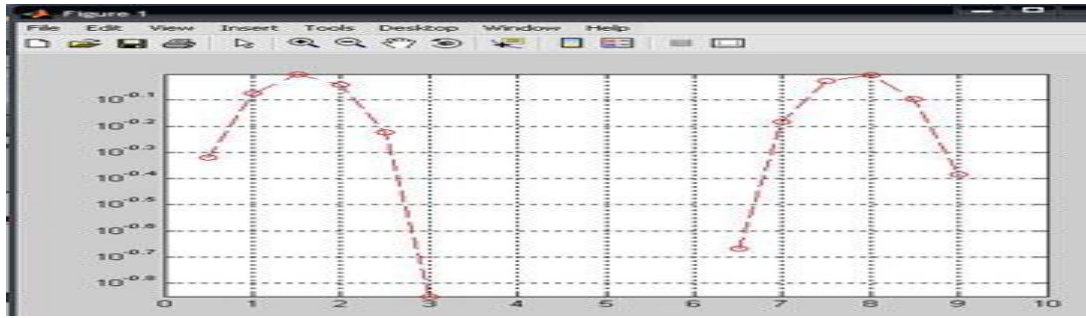 Figure 1
File Edit View Insert Tools Desktop Window Help
10^-0.1
10^-0.2
10^-0.3
10^-0.4
10^-0.5
10^-0.6
10^-0.7
10^-0.8
0 1 2 3 4 5 6 7 8 9 10